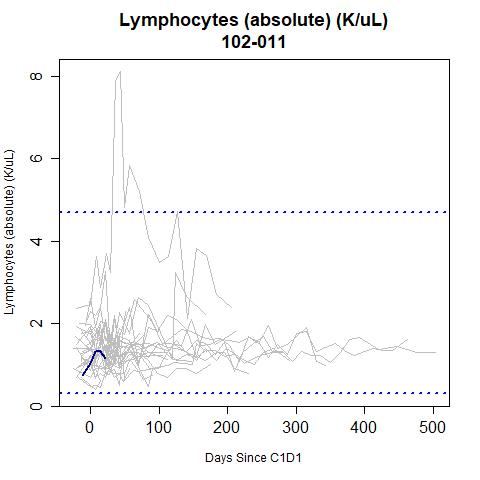 Lymphocytes (absolute) (K/uL)
102-011
Lymphocytes (absolute) (K/uL)
8
6
4
2
0
0 100 200 300 400 500
Days Since C1D1